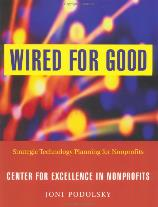 WIRED FOR GOOD
Strategic Technology Planning for Nonprofits
CENTER FOR EXCELLENCE IN NONPROFITS
JONI PODOLSKY